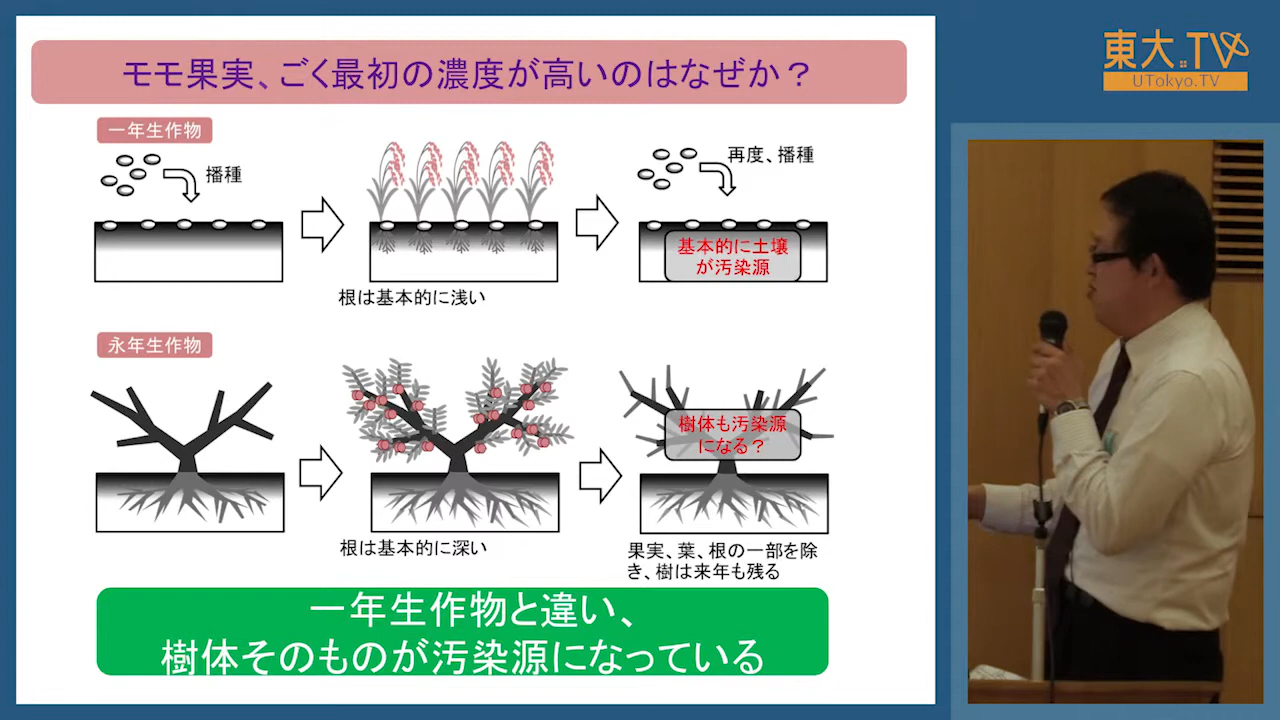 モモ果実、ごく最初の濃度が高いのはなぜか？
東大.TV
UTokyo.TV
一年生作物
播種
再度、播種
基本的に土壌
が汚染源
根は基本的に浅い
永年生作物
樹体も汚染源
になる？
根は基本的に深い
果実、葉、根の一部を除
き、樹は来年も残る
一年生作物と違い、
樹体そのものが汚染源になっている